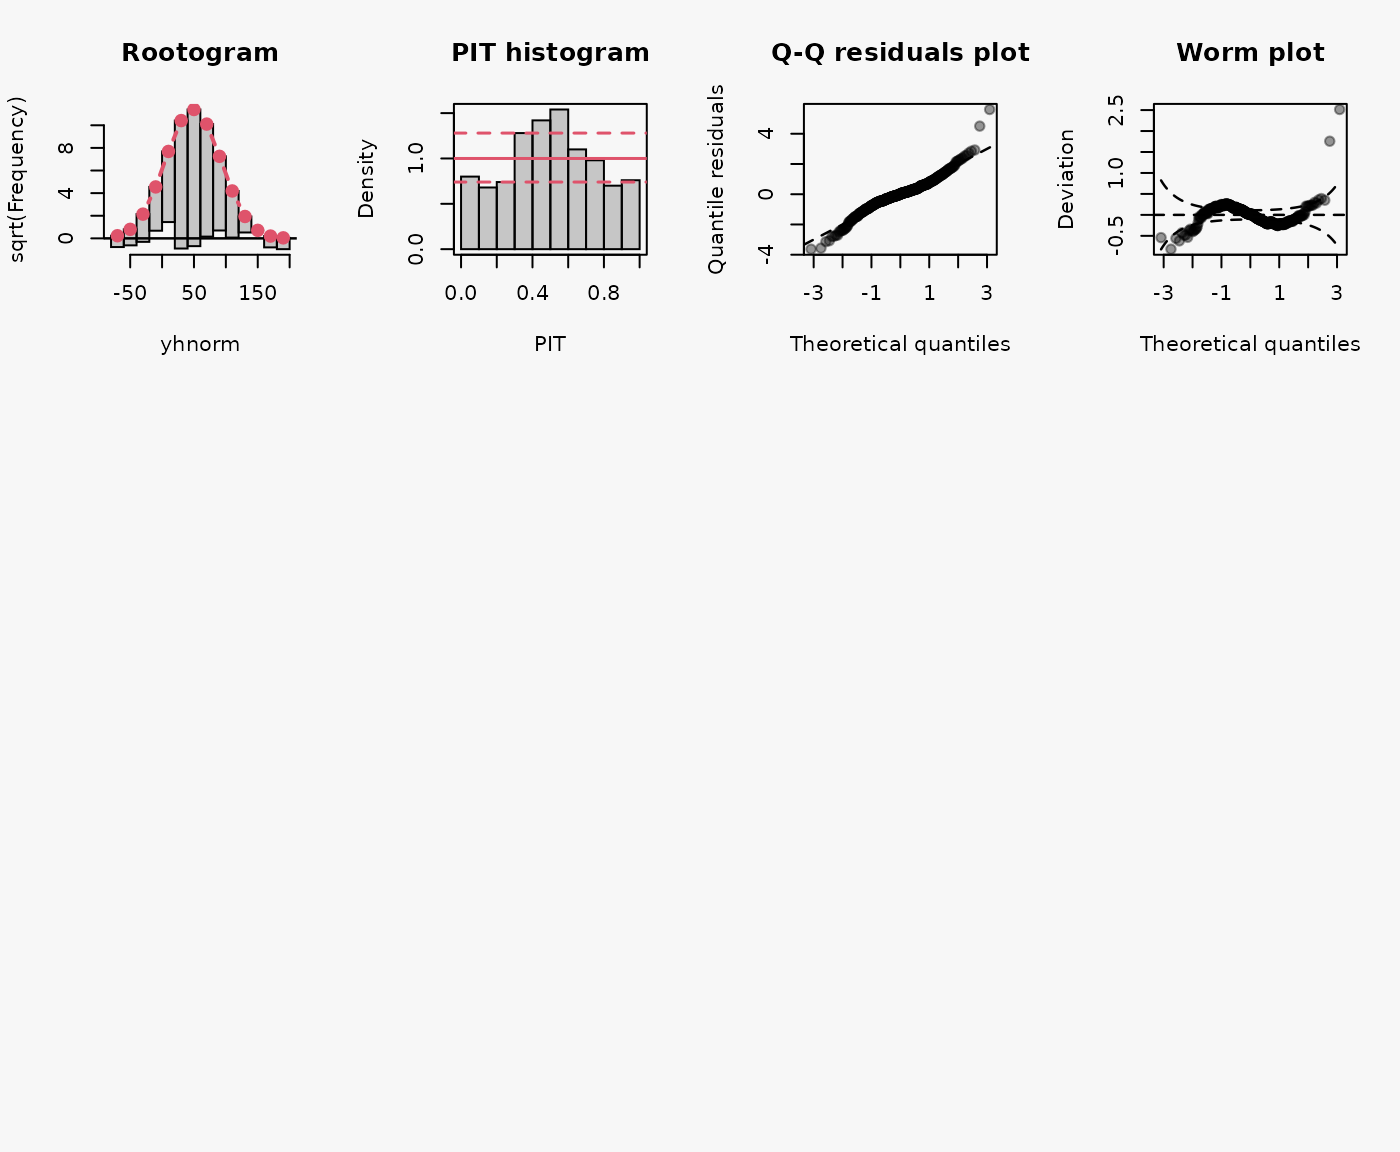 Rootogram
sqrt(Frequency)
0 4 8
-50 50 150
yhnorm
PIT histogram
Density
0.0 1.0
0.0 0.4 0.8
PIT
Q-Q residuals plot
Quantile residuals
-4 0 4
-3 -1 1 3
Theoretical quantiles
Worm plot
Deviation
-0.5 1.0 2.5
-3 -1 1 3
Theoretical quantiles